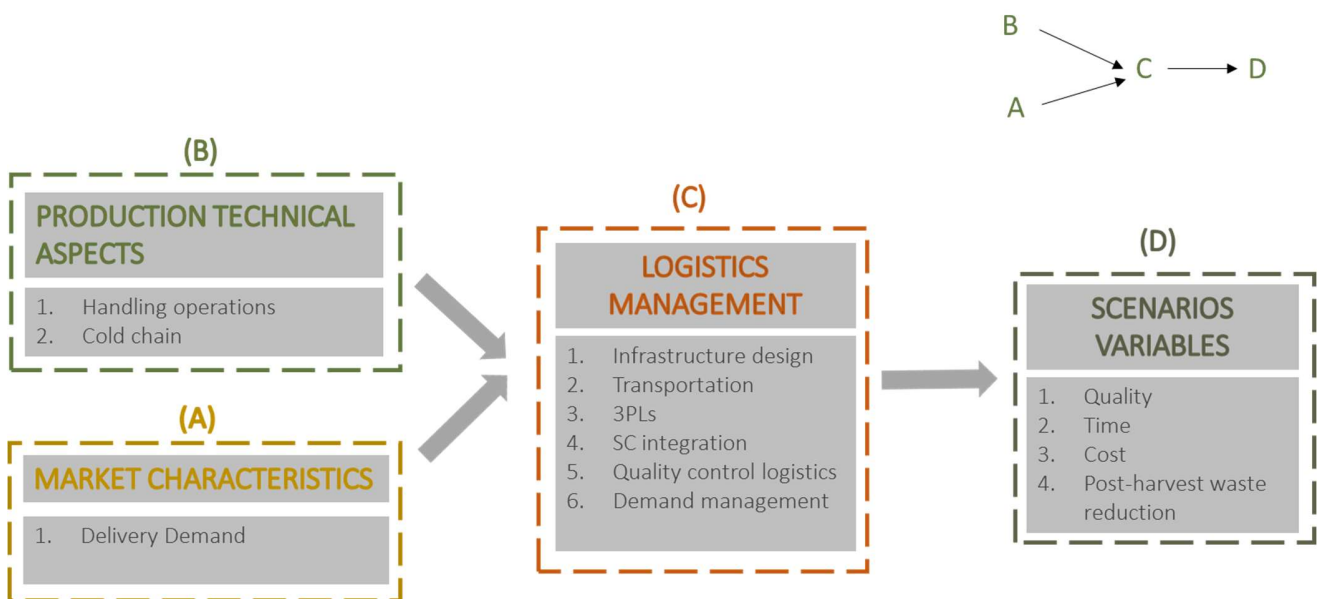 B
C
D
A
(B)
PRODUCTION TECHNICAL
ASPECTS
1. Handling operations
2. Cold chain
(A)
MARKET CHARACTERISTICS
1. Delivery Demand
(C)
LOGISTICS
MANAGEMENT
1. Infrastructure design
2. Transportation
3. 3PLs
4. SC integration
5. Quality control logistics
6. Demand management
(D)
SCENARIOS
VARIABLES
1. Quality
2. Time
3. Cost
4. Post-harvest waste
reduction